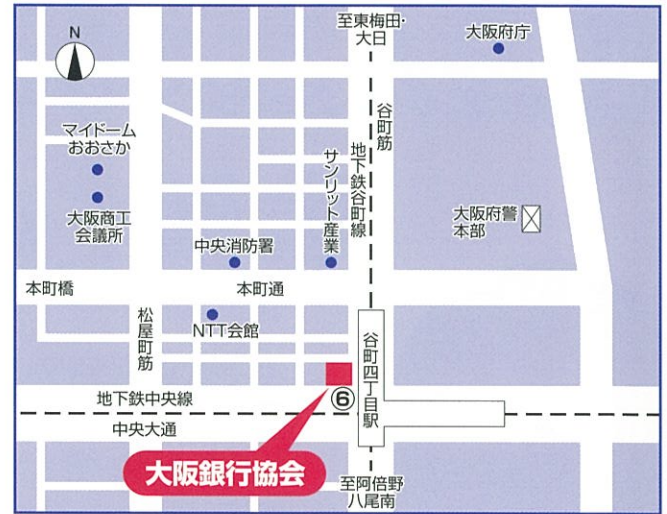 至東梅田・
大日
大阪府庁
N
マイドーム
おおさか
谷町筋
地下鉄谷町線
サンリット産業
大阪商工
会議所
大阪府警
本部
中央消防署
本町橋
本町通
松屋町筋
NTT会館
谷町四丁目駅
地下鉄中央線
⑥
中央大通
大阪銀行協会
至阿倍野
八尾南